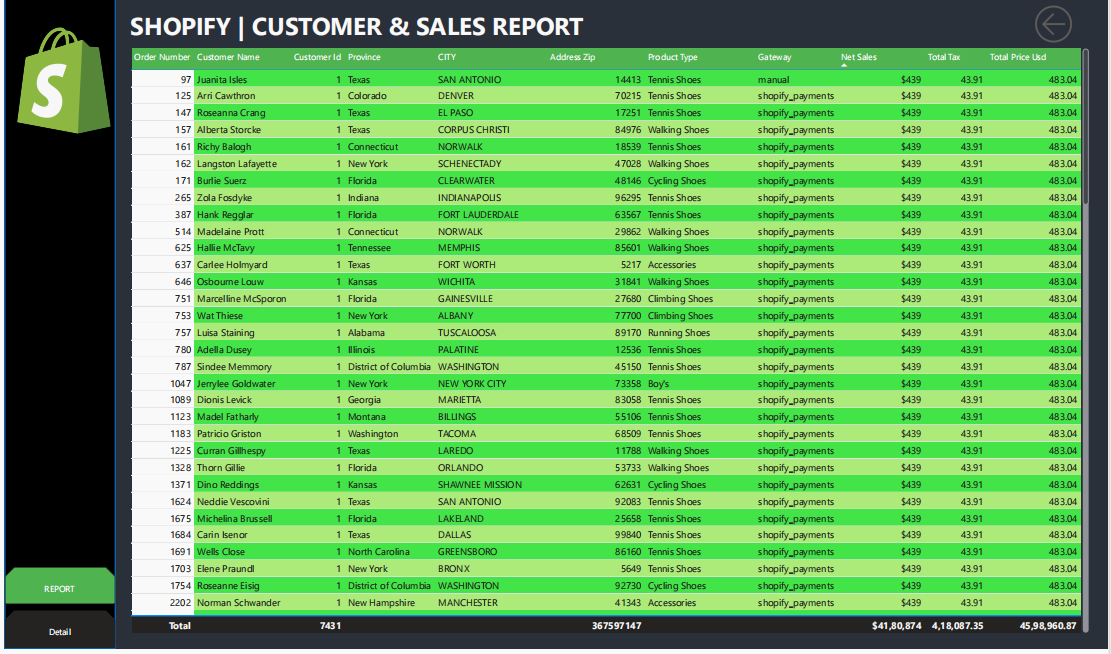 SHOPIFY | CUSTOMER & SALES REPORT
Order Number Customer Name Customer Id Province CITY Address Zip Product Type Gateway Net Sales Total Tax Total Price Usd
97 Juanita Isles 1 Texas SAN ANTONIO 14413 Tennis Shoes manual $439 43.91 483.04
125 Arri Cawthron 1 Colorado DENVER 70215 Tennis Shoes shopify_payments $439 43.91 483.04
147 Roseanna Crang 1 Texas EL PASO 17251 Tennis Shoes shopify_payments $439 43.91 483.04
157 Alberta Storcke 1 Texas CORPUS CHRISTI 84976 Walking Shoes shopify_payments $439 43.91 483.04
161 Richy Balogh 1 Connecticut NORWALK 18539 Tennis Shoes shopify_payments $439 43.91 483.04
162 Langston Lafayette 1 New York SCHENECTADY 47028 Walking Shoes shopify_payments $439 43.91 483.04
171 Burlie Suerz 1 Florida CLEARWATER 48146 Cycling Shoes shopify_payments $439 43.91 483.04
265 Zola Fosdyke 1 Indiana INDIANAPOLIS 96295 Tennis Shoes shopify_payments $439 43.91 483.04
387 Hank Regglar 1 Florida FORT LAUDERDALE 63567 Tennis Shoes shopify_payments $439 43.91 483.04
514 Madelaine Prott 1 Connecticut NORWALK 29862 Walking Shoes shopify_payments $439 43.91 483.04
625 Hallie McTavy 1 Tennessee MEMPHIS 85601 Walking Shoes shopify_payments $439 43.91 483.04
637 Carlee Holmyard 1 Texas FORT WORTH 5217 Accessories shopify_payments $439 43.91 483.04
646 Osbourne Louw 1 Kansas WICHITA 31841 Walking Shoes shopify_payments $439 43.91 483.04
751 Marcelline McSporon 1 Florida GAINESVILLE 27680 Climbing Shoes shopify_payments $439 43.91 483.04
753 Wat Thiese 1 New York ALBANY 77700 Climbing Shoes shopify_payments $439 43.91 483.04
757 Luisa Staining 1 Alabama TUSCALOOSA 89170 Running Shoes shopify_payments $439 43.91 483.04
780 Adella Dusey 1 Illinois PALATINE 12536 Tennis Shoes shopify_payments $439 43.91 483.04
787 Sindee Memmory 1 District of Columbia WASHINGTON 45150 Tennis Shoes shopify_payments $439 43.91 483.04
1047 Jerrylee Goldwater 1 New York NEW YORK CITY 73358 Boy's shopify_payments $439 43.91 483.04
1089 Dionis Levick 1 Georgia MARIETTA 83058 Tennis Shoes shopify_payments $439 43.91 483.04
1123 Madel Fatharly 1 Montana BILLINGS 55106 Tennis Shoes shopify_payments $439 43.91 483.04
1183 Patricio Griston 1 Washington TACOMA 68509 Tennis Shoes shopify_payments $439 43.91 483.04
1225 Curran Gillhespy 1 Texas LAREDO 11788 Walking Shoes shopify_payments $439 43.91 483.04
1328 Thorn Gillie 1 Florida ORLANDO 53733 Walking Shoes shopify_payments $439 43.91 483.04
1371 Dino Reddings 1 Kansas SHAWNEE MISSION 62631 Cycling Shoes shopify_payments $439 43.91 483.04
1624 Neddie Vescovini 1 Texas SAN ANTONIO 92083 Tennis Shoes shopify_payments $439 43.91 483.04
1675 Michelina Brussell 1 Florida LAKELAND 25658 Tennis Shoes shopify_payments $439 43.91 483.04
1684 Carin Isenor 1 Texas DALLAS 99840 Tennis Shoes shopify_payments $439 43.91 483.04
1691 Wells Close 1 North Carolina GREENSBORO 86160 Tennis Shoes shopify_payments $439 43.91 483.04
1703 Elene Praundl 1 New York BRONX 5649 Tennis Shoes shopify_payments $439 43.91 483.04
1754 Roseanne Eisig 1 District of Columbia WASHINGTON 92730 Cycling Shoes shopify_payments $439 43.91 483.04
2202 Norman Schwander 1 New Hampshire MANCHESTER 41343 Accessories shopify_payments $439 43.91 483.04
Total 7431 367597147 $41,80,874 4,18,087.35 45,98,960.87
REPORT
Detail